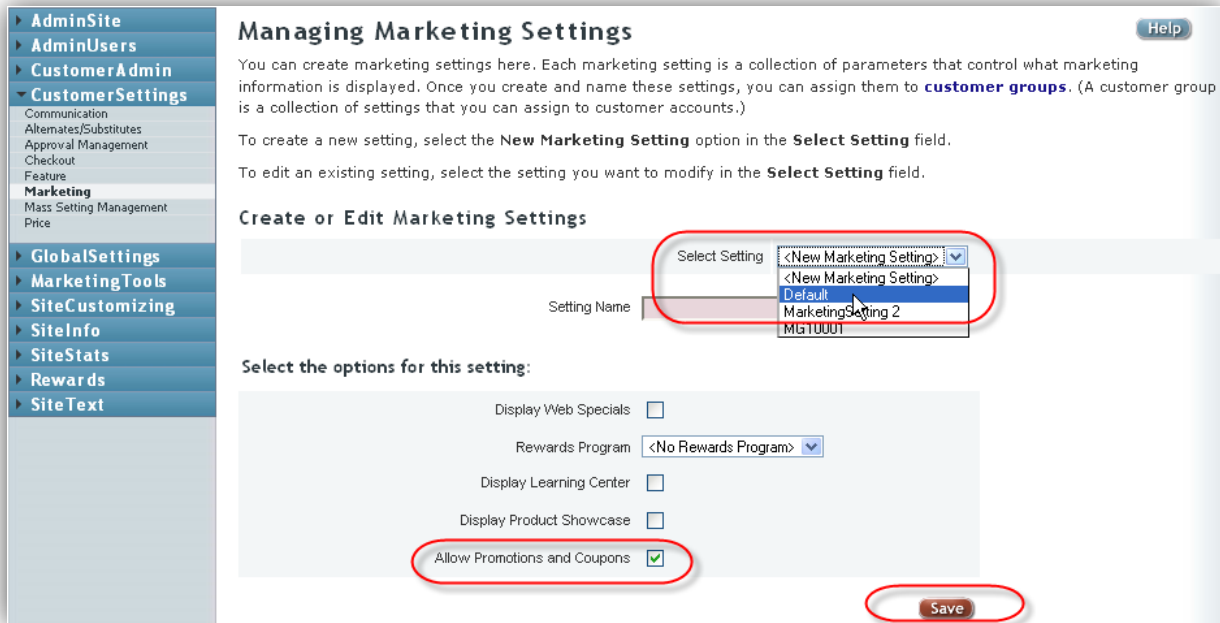 AdminSite
AdminUsers
CustomerAdmin
CustomerSettings
Communication
Alternates/Substitutes
Approval Management
Checkout
Feature
Marketing
Mass Setting Management
Price
GlobalSettings
MarketingTools
SiteCustomizing
SiteInfo
SiteStats
Rewards
SiteText
Managing Marketing Settings
Help
You can create marketing settings here. Each marketing setting is a collection of parameters that control what marketing
information is displayed. Once you create and name these settings, you can assign them to customer groups. (A customer group
is a collection of settings that you can assign to customer accounts.)
To create a new setting, select the New Marketing Setting option in the Select Setting field.
To edit an existing setting, select the setting you want to modify in the Select Setting field.
Create or Edit Marketing Settings
Select Setting <New Marketing Setting>
<New Marketing Setting>
Default
MarketingSetting 2
MG10001
Setting Name
Select the options for this setting:
Display Web Specials
Rewards Program <No Rewards Program>
Display Learning Center
Display Product Showcase
Allow Promotions and Coupons
Save